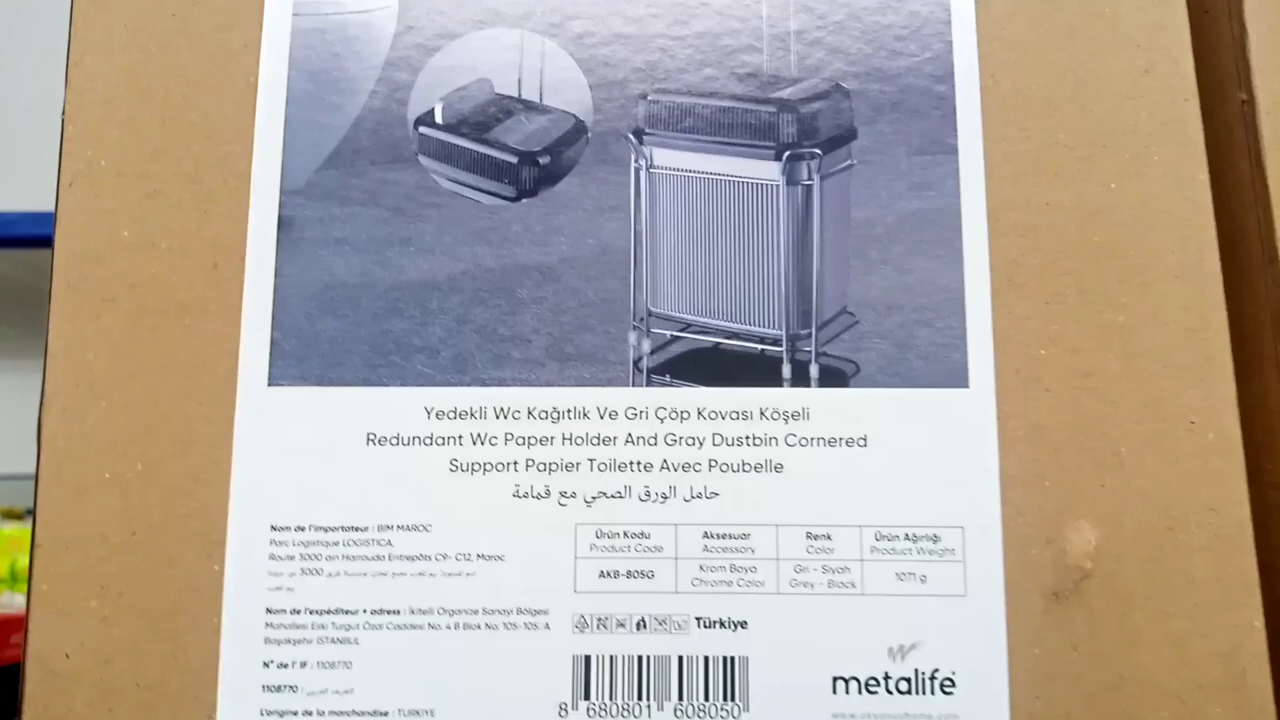 Yedekli Wc Kağıtlık Ve Gri Çöp Kovası Köşeli
Redundant Wc Paper Holder And Gray Dustbin Cornered
Support Papier Toilette Avec Poubelle
حامل الورق الصحي مع قمامة
Nom de l'importateur : BIM MAROC
Parc Logistique LOGISTICA,
Route 3000 ain Harrouda Entrepôts C9- C12, Maroc
Nom de l'expéditeur + adress : İkitelli Organize Sanayi Bölgesi
Mahallesi Eski Turgut Özal Caddesi No. 4 B Blok No: 105-105/A
Başakşehir İSTANBUL
N° de l' IF : 1108770
1108770 :
L'origine de la marchandise : TURKIYE
Ürün Kodu Aksesuar Renk Ürün Ağırlığı
Product Code Accessory Color Product Weight
AKB-805G Krom Boya Gri - Siyah 1071 g
Chrome Color Grey - Black
Türkiye
8 680801 608050
metalife
www.okyanushome.com